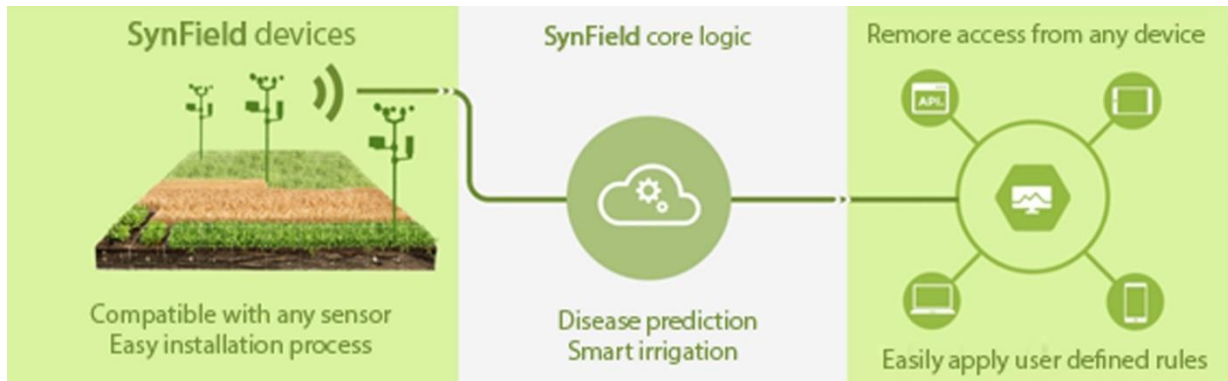 SynField devices
Compatible with any sensor
Easy installation process
SynField core logic
Disease prediction
Smart irrigation
Remore access from any device
API.
Easily apply user defined rules